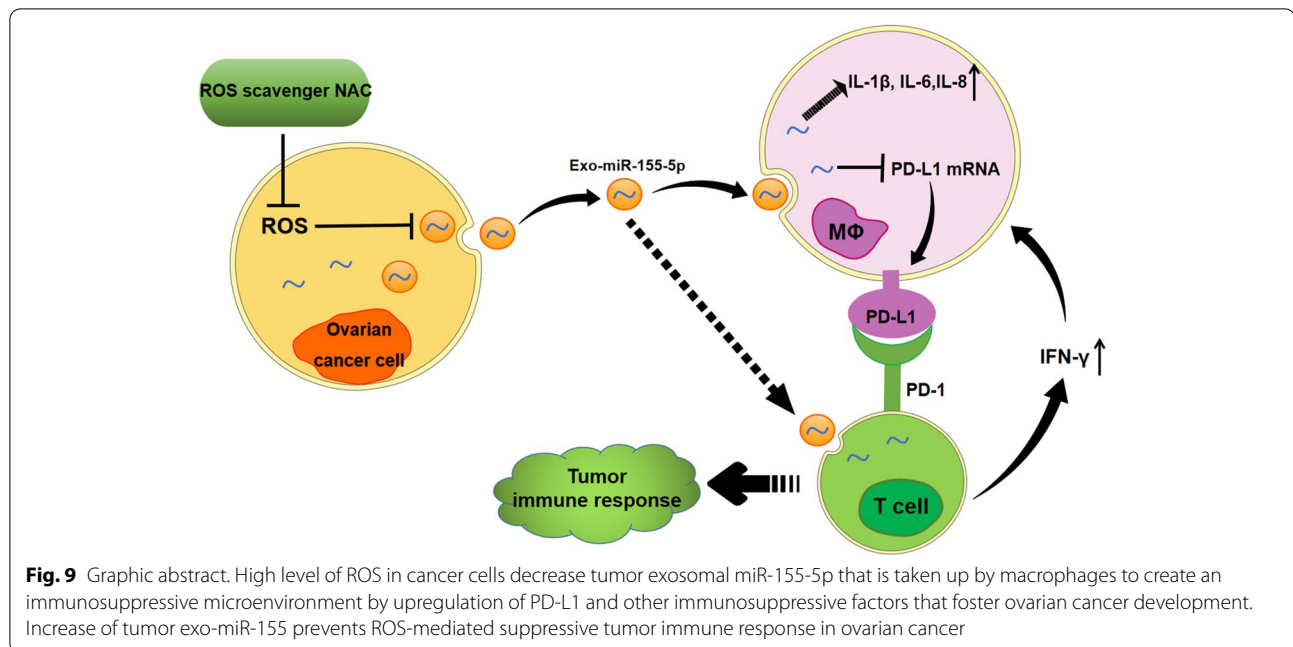 ROS scavenger NAC
ROS
Ovarian
cancer cell
Exo-miR-155-5p
IL-1β, IL-6,IL-8
PD-L1 mRNA
MΦ
PD-L1
PD-1
IFN-γ
T cell
Tumor
immune response
Fig. 9 Graphic abstract. High level of ROS in cancer cells decrease tumor exosomal miR-155-5p that is taken up by macrophages to create an
immunosuppressive microenvironment by upregulation of PD-L1 and other immunosuppressive factors that foster ovarian cancer development.
Increase of tumor exo-miR-155 prevents ROS-mediated suppressive tumor immune response in ovarian cancer